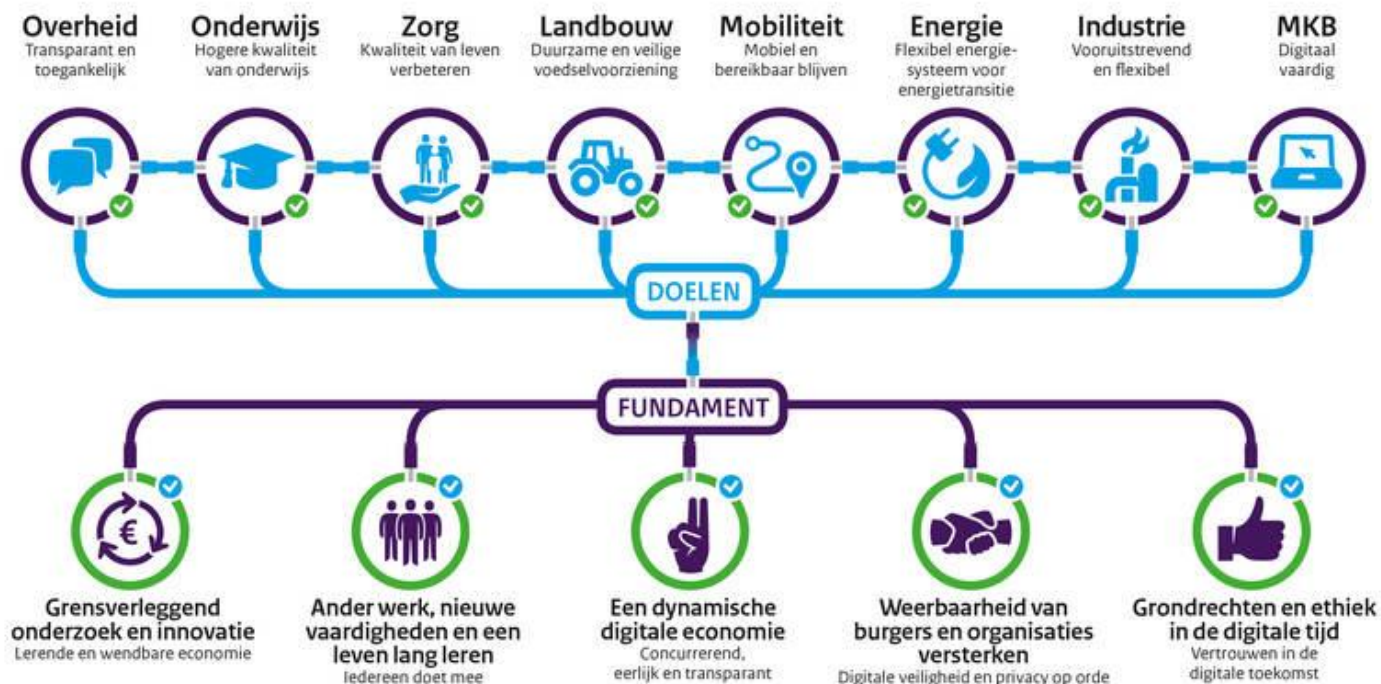 Overheid
Transparant en
toegankelijk
Onderwijs
Hogere kwaliteit
van onderwijs
Zorg
Kwaliteit van leven
verbeteren
Landbouw
Duurzame en veilige
voedselvoorziening
Mobiliteit
Mobiel en
bereikbaar blijven
Energie
Flexibel energie-
systeem voor
energietransitie
Industrie
Vooruitstrevend
en flexibel
MKB
Digitaal
vaardig
DOELEN
FUNDAMENT
€
Grensverleggend
onderzoek en innovatie
Lerende en wendbare economie
Ander werk, nieuwe
vaardigheden en een
leven lang leren
Iedereen doet mee
Een dynamische
digitale economie
Concurrerend,
eerlijk en transparant
Weerbaarheid van
burgers en organisaties
versterken
Digitale veiligheid en privacy op orde
Grondrechten en ethiek
in de digitale tijd
Vertrouwen in de
digitale toekomst